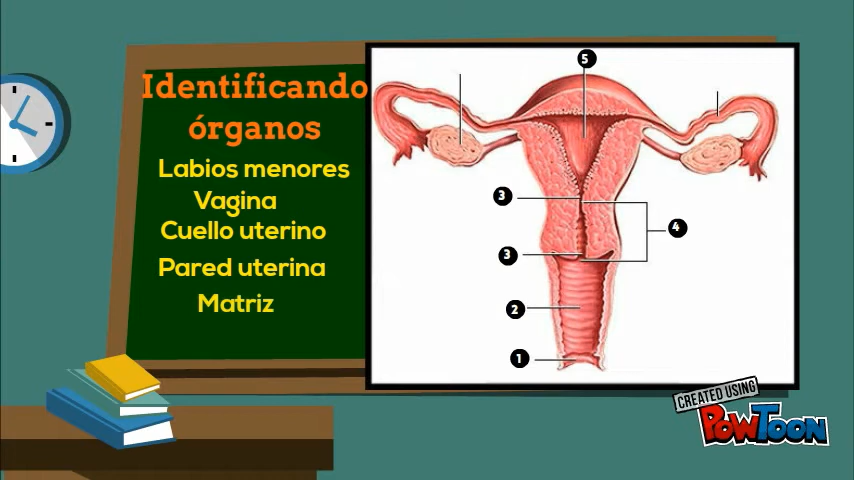 Identificando
órganos
Labios menores
Vagina
Cuello uterino
Pared uterina
Matriz
5
3
4
3
2
1
CREATED USING
POWTOON